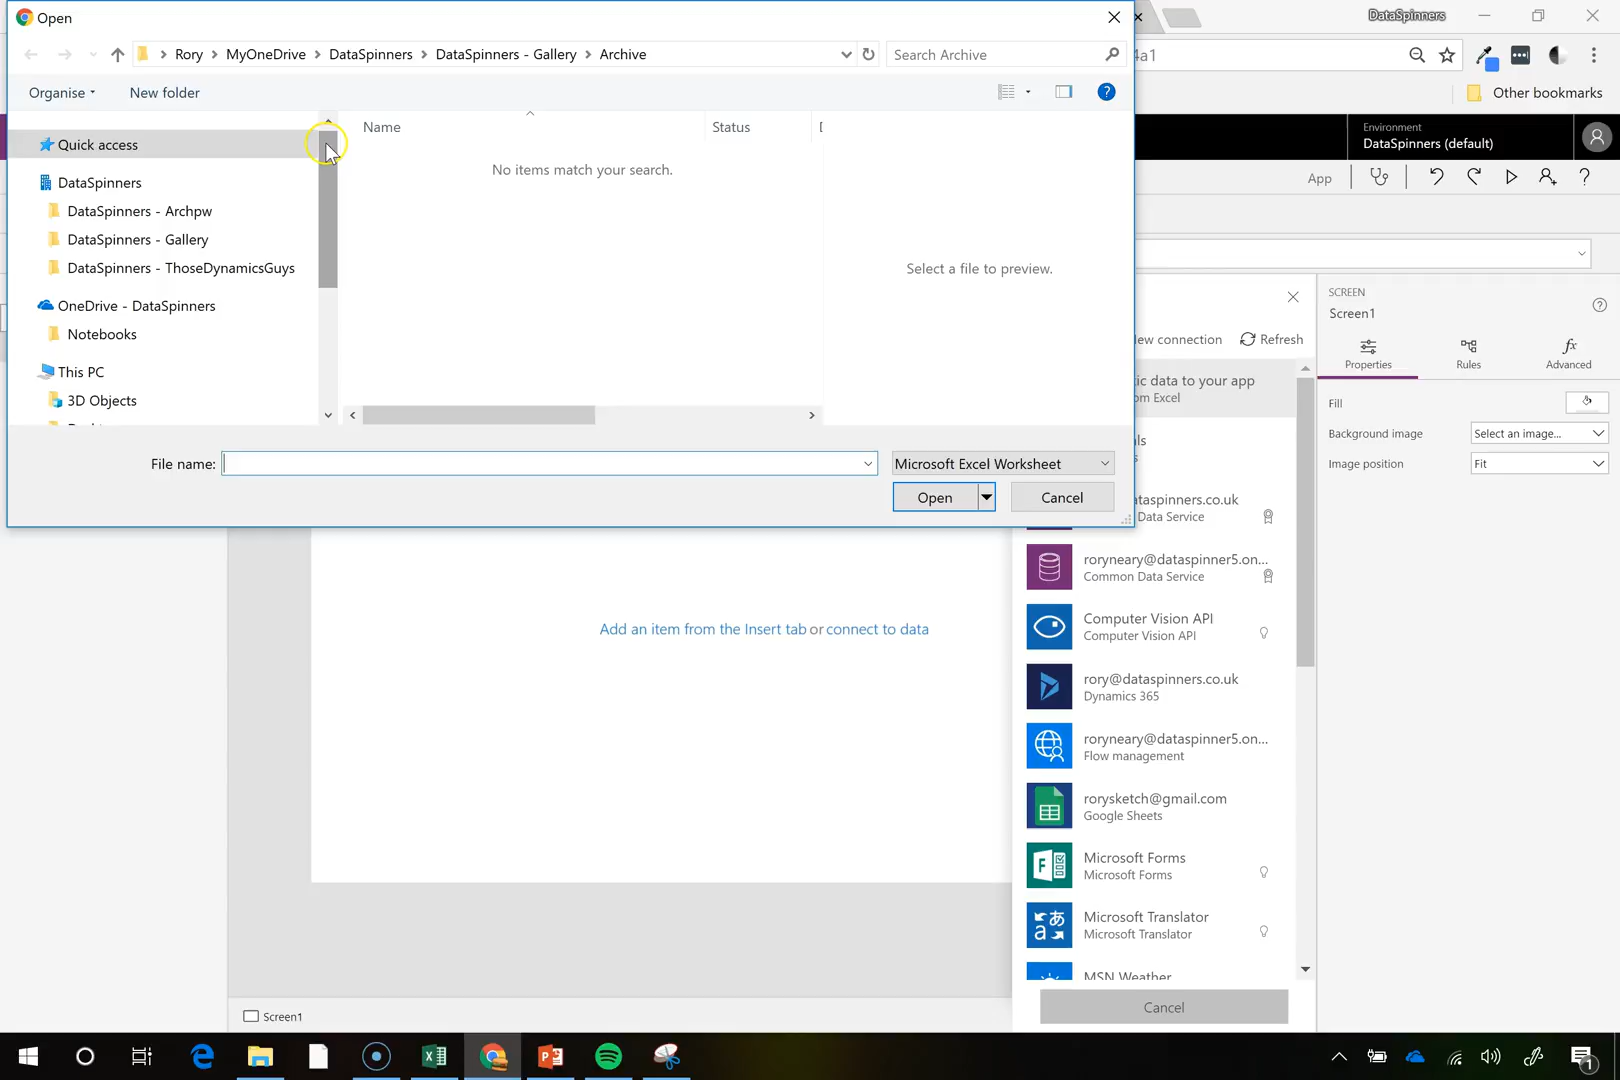 Open
DataSpinners
Rory > MyOneDrive > DataSpinners > DataSpinners - Gallery > Archive
Search Archive
4a1
Organise
New folder
Other bookmarks
Name
Status
Environment
DataSpinners (default)
Quick access
No items match your search.
App
DataSpinners
DataSpinners - Archpw
DataSpinners - Gallery
DataSpinners - ThoseDynamicsGuys
Select a file to preview.
OneDrive - DataSpinners
Notebooks
This PC
3D Objects
SCREEN
Screen1
ew connection
Refresh
Properties
Rules
Advanced
ic data to your app
om Excel
Fill
Background image
Select an image...
Image position
Fit
als
s
File name:
Microsoft Excel Worksheet
Open
Cancel
ataspinners.co.uk
Data Service
roryneary@dataspinner5.on...
Common Data Service
Computer Vision API
Computer Vision API
Add an item from the Insert tab or connect to data
rory@dataspinners.co.uk
Dynamics 365
roryneary@dataspinner5.on...
Flow management
rorysketch@gmail.com
Google Sheets
Microsoft Forms
Microsoft Forms
Microsoft Translator
Microsoft Translator
MSN Weather
Cancel
Screen1
1